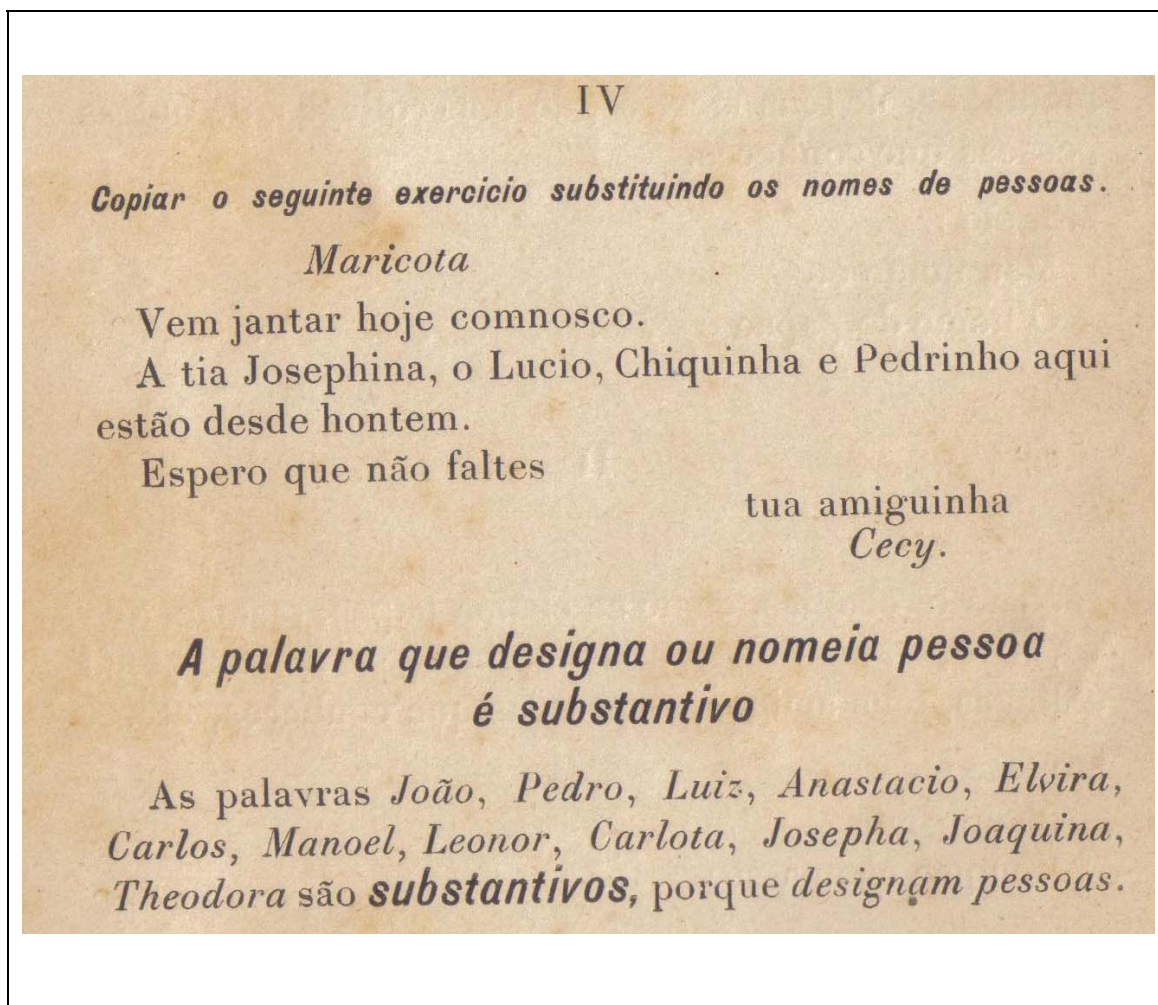 IV
Copiar o seguinte exercicio substituindo os nomes de pessoas.
Maricota
Vem jantar hoje comnosco.
A tia Josephina, o Lucio, Chiquinha e Pedrinho aqui
estão desde hontem.
Espero que não faltes
tua amiguinha
Cecy.
A palavra que designa ou nomeia pessoa
é substantivo
As palavras João, Pedro, Luiz, Anastacio, Elvira,
Carlos, Manoel, Leonor, Carlota, Josepha, Joaquina,
Theodora são substantivos, porque designam pessoas.